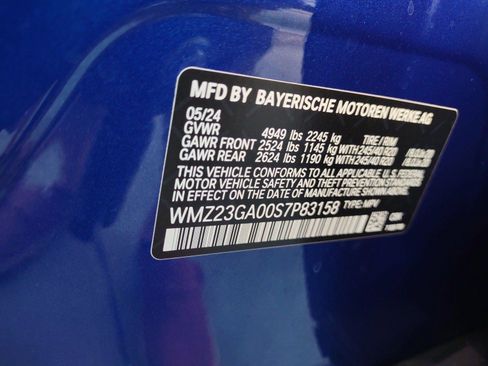 MFD BY BAYERISCHE MOTOREN WERKE AG
05/24
GVWR 4949 lbs 2245 kg TIRE / RIM
GAWR FRONT 2524 lbs 1145 kg WITH 245/40 R20
GAWR REAR 2624 lbs 1190 kg WITH 245/40 R20
THIS VEHICLE CONFORMS TO ALL APPLICABLE U.S. FEDERAL
MOTOR VEHICLE SAFETY AND THEFT PREVENTION STANDARDS
IN EFFECT ON THE DATE OF MANUFACTURE SHOWN ABOVE.
WMZ23GA00S7P83158 TYPE: MPV